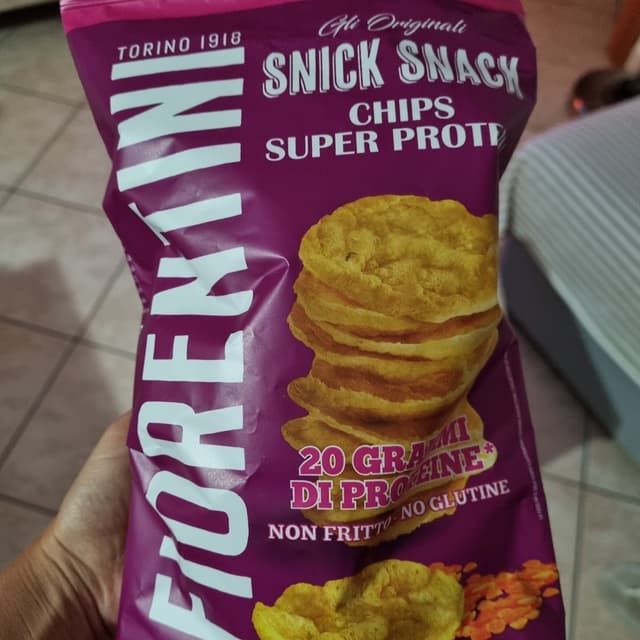 TORINO 1918
FIORENTINI
Gli Originali
SNICK SNACK
CHIPS
SUPER PROTE
20 GRAMMI
DI PROTEINE*
NON FRITTO - NO GLUTINE